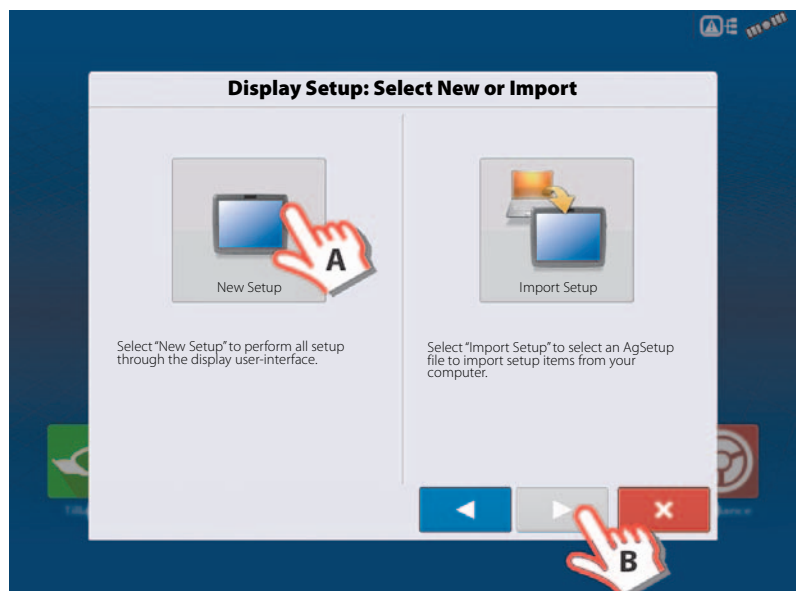 Display Setup: Select New or Import
A
New Setup
Import Setup
Select "New Setup" to perform all setup
through the display user-interface.
Select "Import Setup" to select an AgSetup
file to import setup items from your
computer.
B